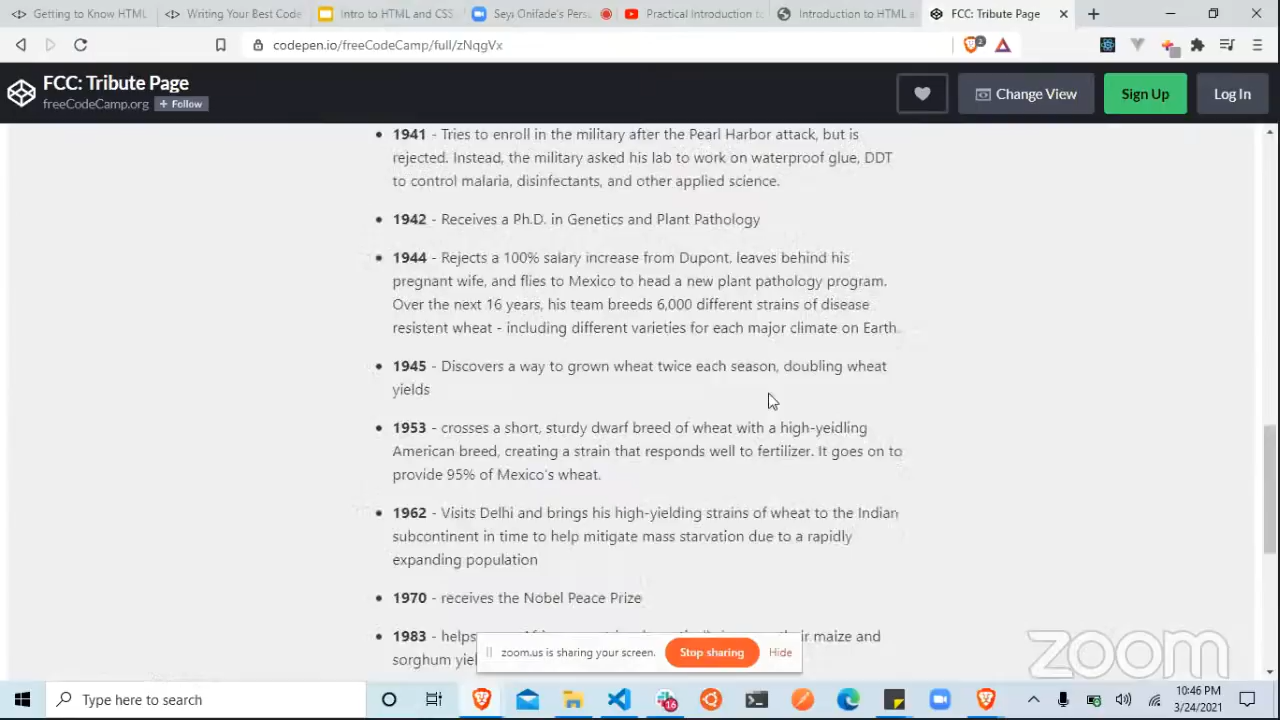 Getting to Know HTML
Writing Your Best Code
Intro to HTML and CSS
Seyi Onifade's Pers
Practical Introduction to
Introduction to HTML a
FCC: Tribute Page
codepen.io/freeCodeCamp/full/zNqgVx
2
FCC: Tribute Page
freeCodeCamp.org
+ Follow
Change View
Sign Up
Log In
• 1941 - Tries to enroll in the military after the Pearl Harbor attack, but is
rejected. Instead, the military asked his lab to work on waterproof glue, DDT
to control malaria, disinfectants, and other applied science.
• 1942 - Receives a Ph.D. in Genetics and Plant Pathology
• 1944 - Rejects a 100% salary increase from Dupont, leaves behind his
pregnant wife, and flies to Mexico to head a new plant pathology program.
Over the next 16 years, his team breeds 6,000 different strains of disease
resistent wheat - including different varieties for each major climate on Earth.
• 1945 - Discovers a way to grown wheat twice each season, doubling wheat
yields
• 1953 - crosses a short, sturdy dwarf breed of wheat with a high-yeidling
American breed, creating a strain that responds well to fertilizer. It goes on to
provide 95% of Mexico's wheat.
• 1962 - Visits Delhi and brings his high-yielding strains of wheat to the Indian
subcontinent in time to help mitigate mass starvation due to a rapidly
expanding population
• 1970 - receives the Nobel Peace Prize
• 1983 - helps maize and
sorghum
zoom.us is sharing your screen.
Stop sharing
Hide
zoom
Type here to search
16
10:46 PM
3/24/2021